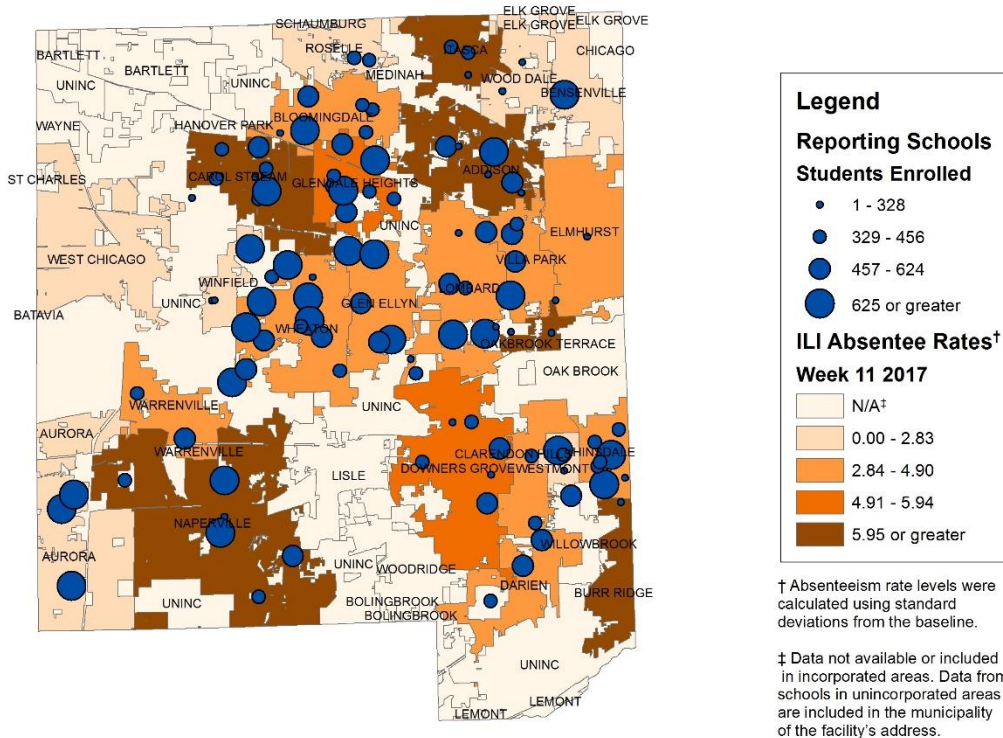 ELK GROVE
ELK GROVE
ELK GROVE
SCHAUMBURG
ROSELLE
ITASCA
CHICAGO
BARTLETT
BARTLETT
MEDINAH
WOOD DALE
UNINC
UNINC
BENSENVILLE
WAYNE
HANOVER PARK
BLOOMINGDALE
ST CHARLES
CAROL STREAM
GLENDALE HEIGHTS
ADDISON
UNINC
ELMHURST
WEST CHICAGO
VILLA PARK
WINFIELD
LOMBARD
UNINC
GLEN ELLYN
BATAVIA
WHEATON
OAKBROOK TERRACE
OAK BROOK
WARRENVILLE
UNINC
AURORA
WARRENVILLE
CLARENDON HILLS
HINSDALE
LISLE
DOWNERS GROVE
WESTMONT
NAPERVILLE
WILLOWBROOK
AURORA
UNINC
WOODRIDGE
DARIEN
BURR RIDGE
UNINC
BOLINGBROOK
BOLINGBROOK
UNINC
LEMONT
LEMONT
Legend
Reporting Schools
Students Enrolled
1 - 328
329 - 456
457 - 624
625 or greater
ILI Absentee Rates†
Week 11 2017
N/A‡
0.00 - 2.83
2.84 - 4.90
4.91 - 5.94
5.95 or greater
† Absenteeism rate levels were
calculated using standard
deviations from the baseline.
‡ Data not available or included
in incorporated areas. Data from
schools in unincorporated areas
are included in the municipality
of the facility's address.